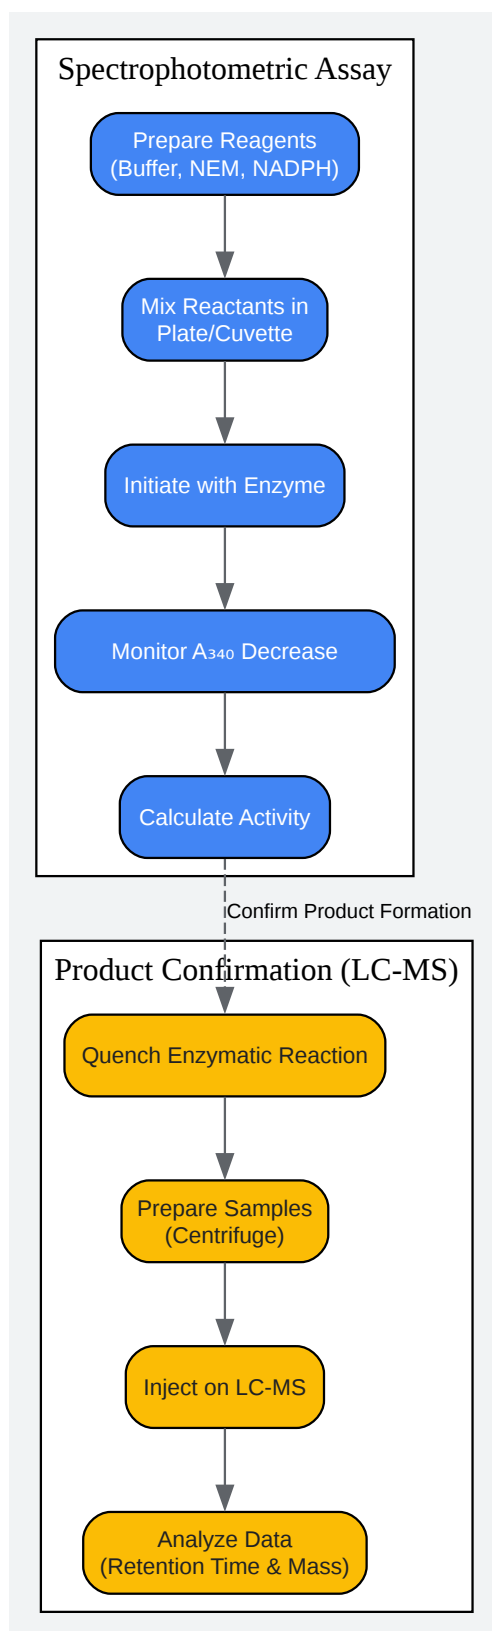 Spectrophotometric Assay
Prepare Reagents
(Buffer, NEM, NADPH)
Mix Reactants in
Plate/Cuvette
Initiate with Enzyme
Monitor A₃₄₀ Decrease
Calculate Activity
Confirm Product Formation
Product Confirmation (LC-MS)
Quench Enzymatic Reaction
Prepare Samples
(Centrifuge)
Inject on LC-MS
Analyze Data
(Retention Time & Mass)